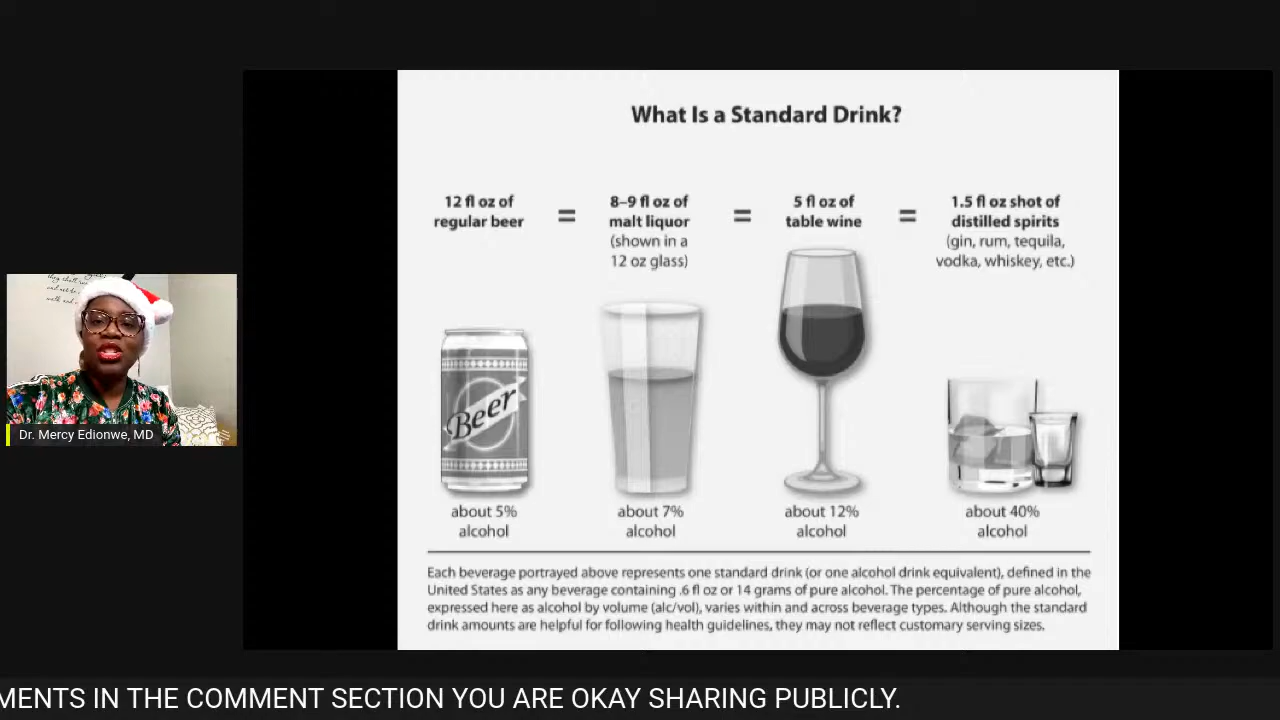 What Is a Standard Drink?
12 fl oz of
regular beer
=
8–9 fl oz of
malt liquor
(shown in a
12 oz glass)
=
5 fl oz of
table wine
=
1.5 fl oz shot of
distilled spirits
(gin, rum, tequila,
vodka, whiskey, etc.)
Beer
about 5%
alcohol
about 7%
alcohol
about 12%
alcohol
about 40%
alcohol
Each beverage portrayed above represents one standard drink (or one alcohol drink equivalent), defined in the
United States as any beverage containing .6 fl oz or 14 grams of pure alcohol. The percentage of pure alcohol,
expressed here as alcohol by volume (alc/vol), varies within and across beverage types. Although the standard
drink amounts are helpful for following health guidelines, they may not reflect customary serving sizes.
they shall
and not be
walk and
Dr. Mercy Edionwe, MD
MENTS IN THE COMMENT SECTION YOU ARE OKAY SHARING PUBLICLY.